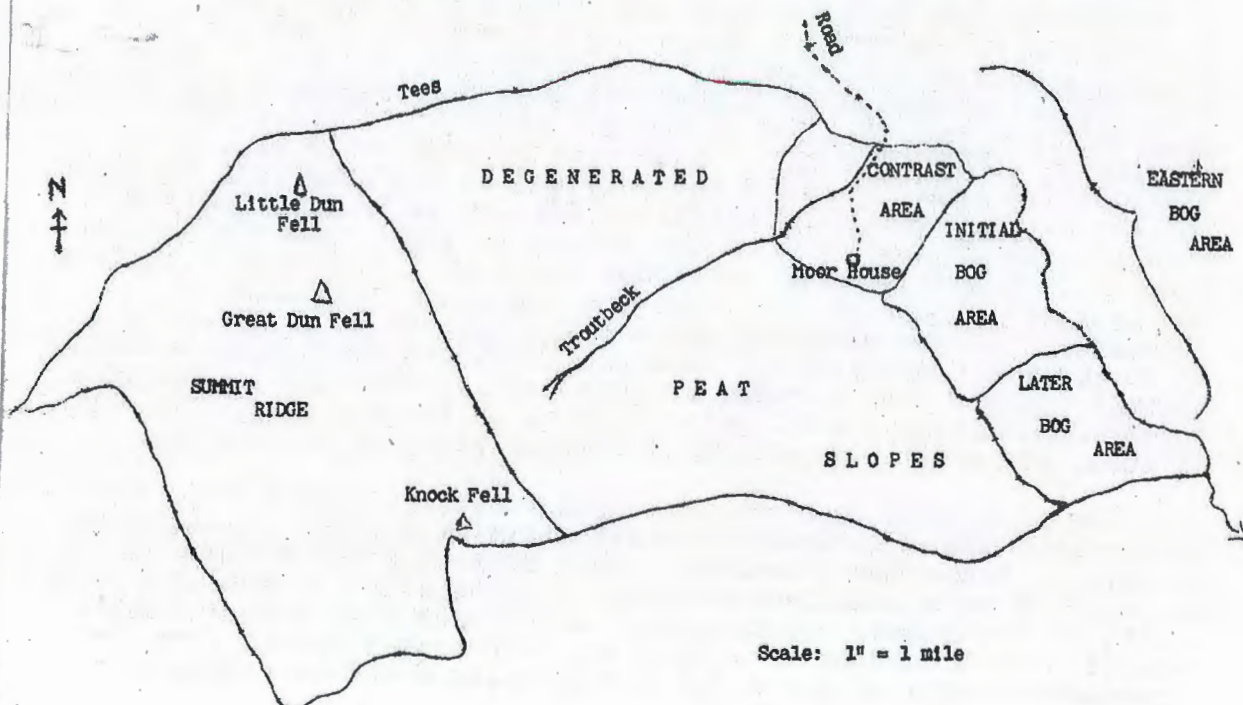 Road
Tees
N
DEGENERATED
CONTRAST
AREA
EASTERN
BOG
AREA
Little Dun
Fell
INITIAL
BOG
AREA
Moor House
Great Dun Fell
Troutbeck
SUMMIT
RIDGE
PEAT
LATER
BOG
AREA
SLOPES
Knock Fell
Scale: 1" = 1 mile